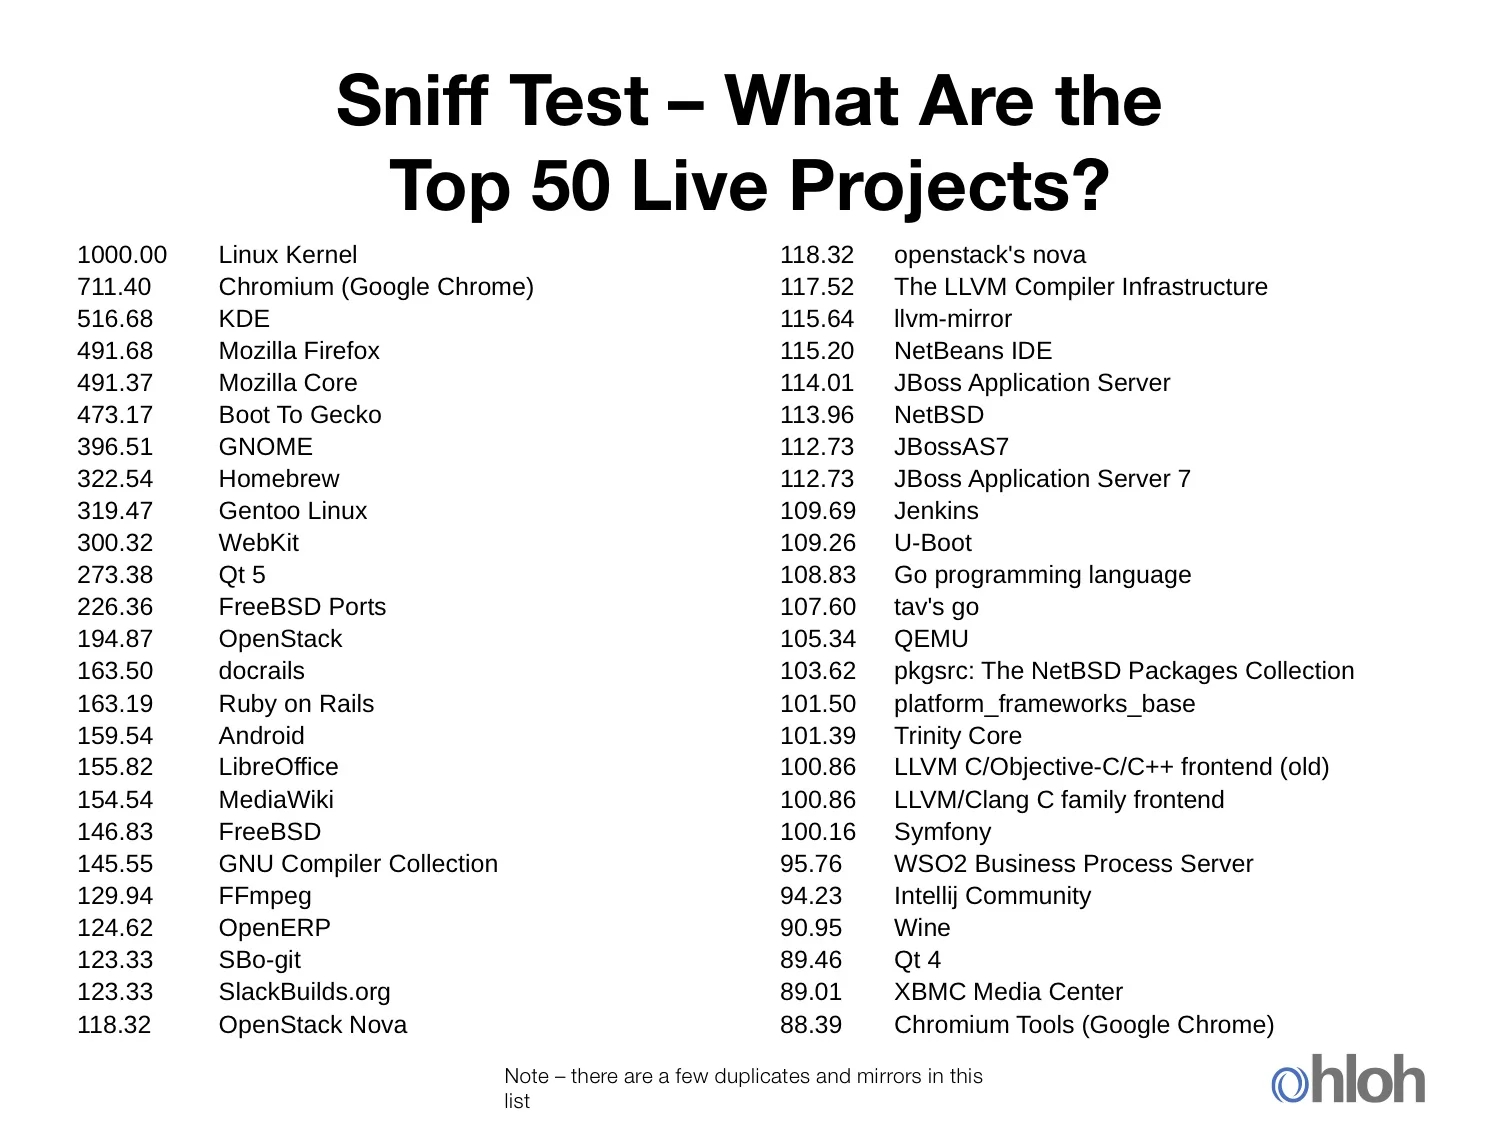 Sniff Test – What Are the
Top 50 Live Projects?
1000.00 Linux Kernel
711.40 Chromium (Google Chrome)
516.68 KDE
491.68 Mozilla Firefox
491.37 Mozilla Core
473.17 Boot To Gecko
396.51 GNOME
322.54 Homebrew
319.47 Gentoo Linux
300.32 WebKit
273.38 Qt 5
226.36 FreeBSD Ports
194.87 OpenStack
163.50 docrails
163.19 Ruby on Rails
159.54 Android
155.82 LibreOffice
154.54 MediaWiki
146.83 FreeBSD
145.55 GNU Compiler Collection
129.94 FFmpeg
124.62 OpenERP
123.33 SBo-git
123.33 SlackBuilds.org
118.32 OpenStack Nova
118.32 openstack's nova
117.52 The LLVM Compiler Infrastructure
115.64 llvm-mirror
115.20 NetBeans IDE
114.01 JBoss Application Server
113.96 NetBSD
112.73 JBossAS7
112.73 JBoss Application Server 7
109.69 Jenkins
109.26 U-Boot
108.83 Go programming language
107.60 tav's go
105.34 QEMU
103.62 pkgsrc: The NetBSD Packages Collection
101.50 platform_frameworks_base
101.39 Trinity Core
100.86 LLVM C/Objective-C/C++ frontend (old)
100.86 LLVM/Clang C family frontend
100.16 Symfony
95.76 WSO2 Business Process Server
94.23 Intellij Community
90.95 Wine
89.46 Qt 4
89.01 XBMC Media Center
88.39 Chromium Tools (Google Chrome)
Note – there are a few duplicates and mirrors in this
list
Ohloh